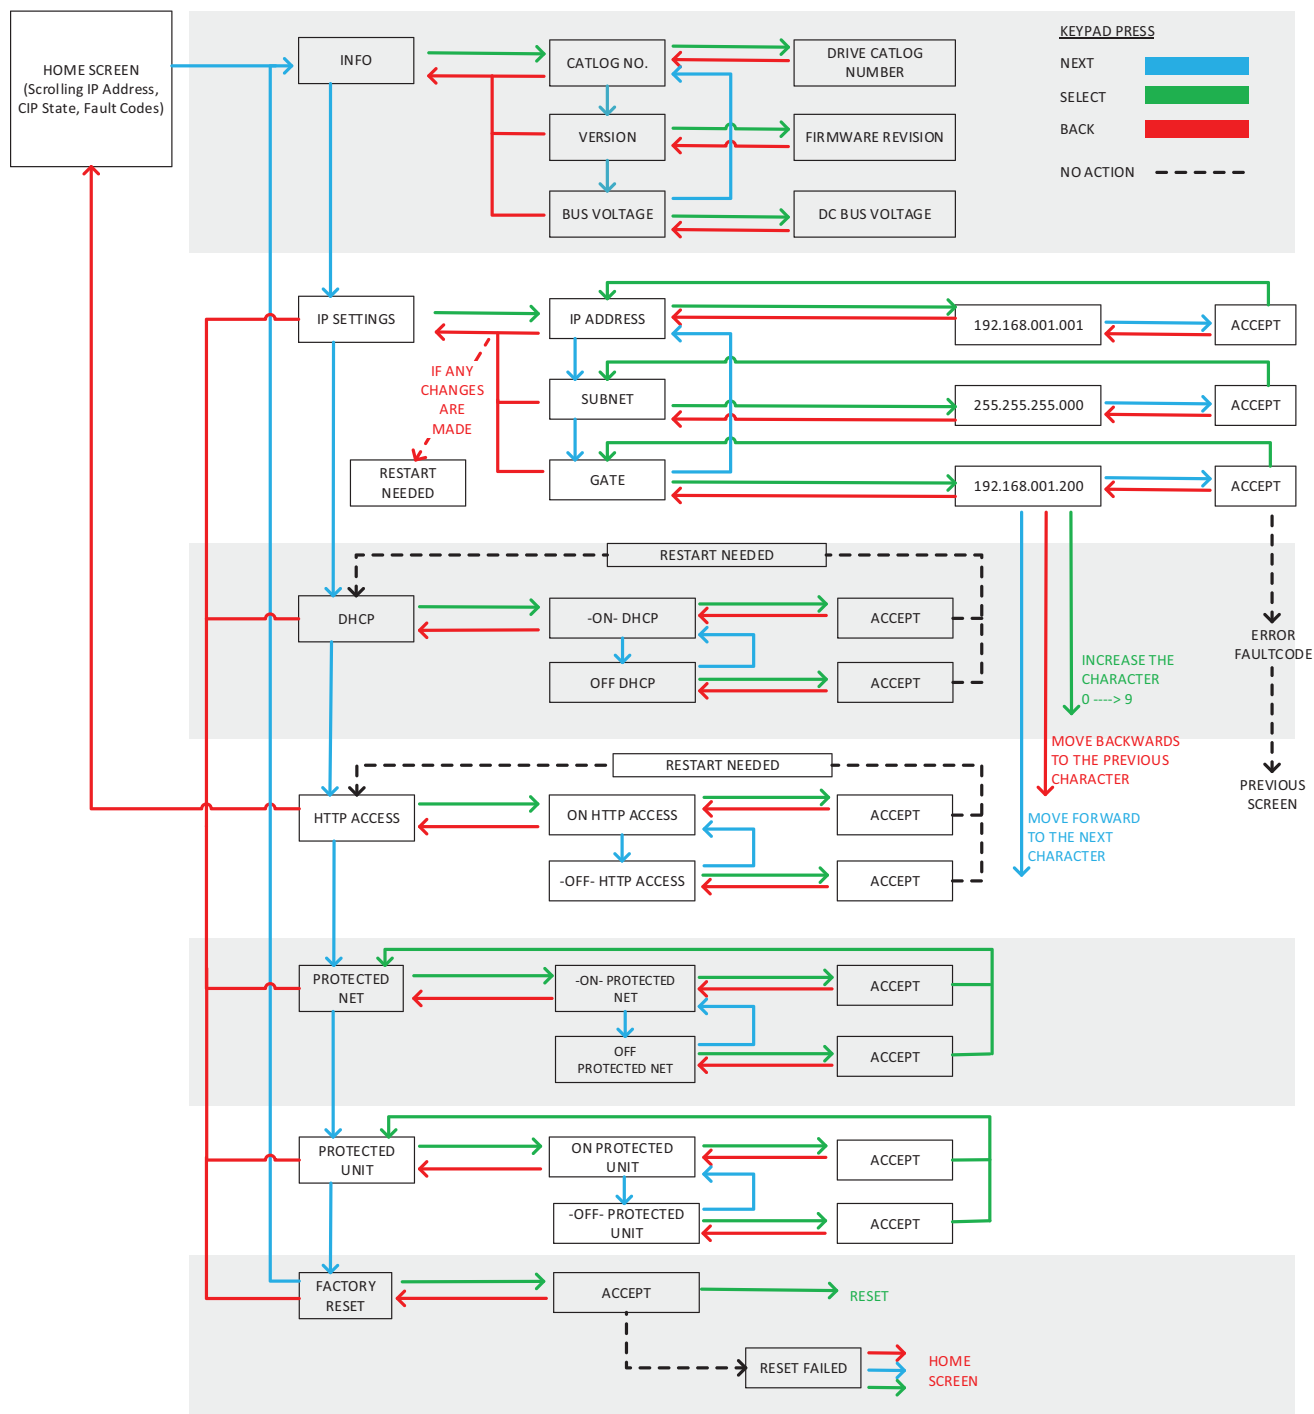 HOME SCREEN
(Scrolling IP Address,
CIP State, Fault Codes)
INFO
CATLOG NO.
DRIVE CATLOG
NUMBER
VERSION
FIRMWARE REVISION
BUS VOLTAGE
DC BUS VOLTAGE
KEYPAD PRESS
NEXT
SELECT
BACK
NO ACTION
IP SETTINGS
IP ADDRESS
192.168.001.001
ACCEPT
IF ANY
CHANGES
ARE
MADE
SUBNET
255.255.255.000
ACCEPT
RESTART
NEEDED
GATE
192.168.001.200
ACCEPT
RESTART NEEDED
DHCP
-ON- DHCP
ACCEPT
OFF DHCP
ACCEPT
INCREASE THE
CHARACTER
0 ----> 9
ERROR
FAULTCODE
MOVE BACKWARDS
TO THE PREVIOUS
CHARACTER
PREVIOUS
SCREEN
MOVE FORWARD
TO THE NEXT
CHARACTER
RESTART NEEDED
HTTP ACCESS
ON HTTP ACCESS
ACCEPT
-OFF- HTTP ACCESS
ACCEPT
PROTECTED
NET
-ON- PROTECTED
NET
ACCEPT
OFF
PROTECTED NET
ACCEPT
PROTECTED
UNIT
ON PROTECTED
UNIT
ACCEPT
-OFF- PROTECTED
UNIT
ACCEPT
FACTORY
RESET
ACCEPT
RESET
RESET FAILED
HOME
SCREEN